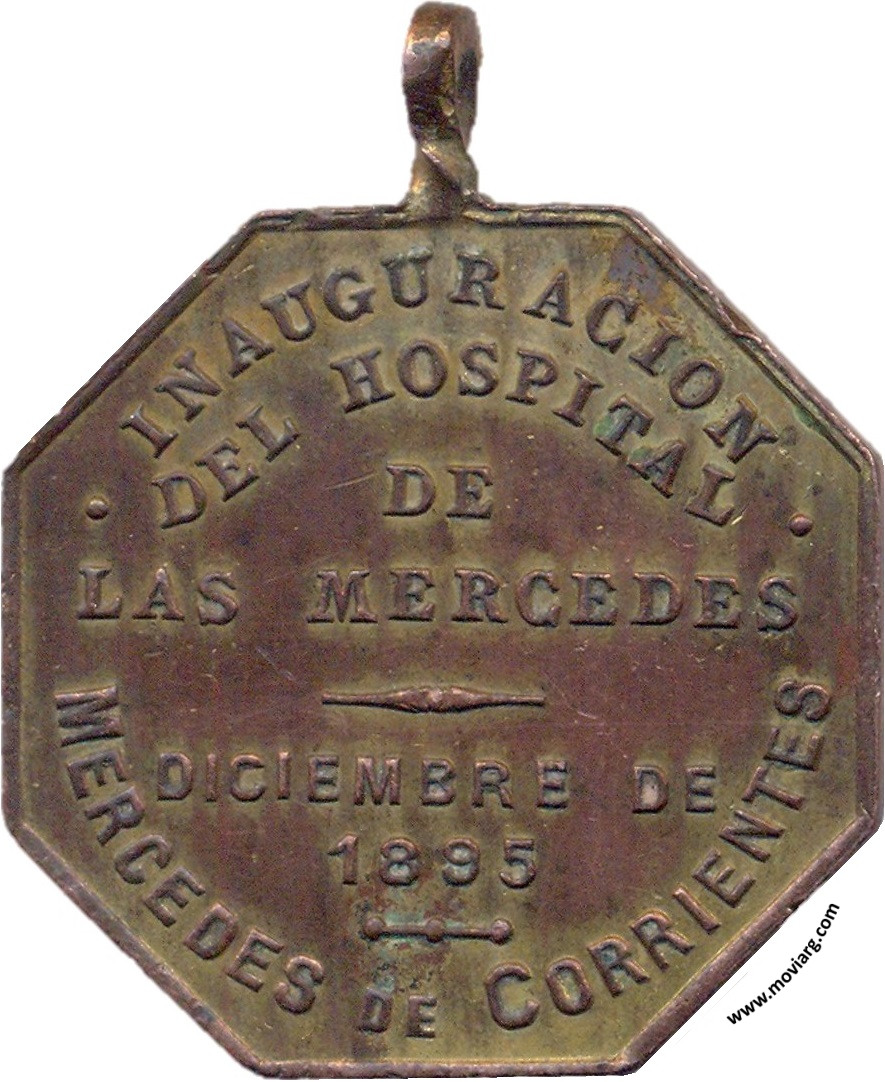 INAUGURACION
DEL HOSPITAL
DE
LAS MERCEDES
DICIEMBRE DE
1895
MERCEDES DE CORRIENTES
www.moviarg.com